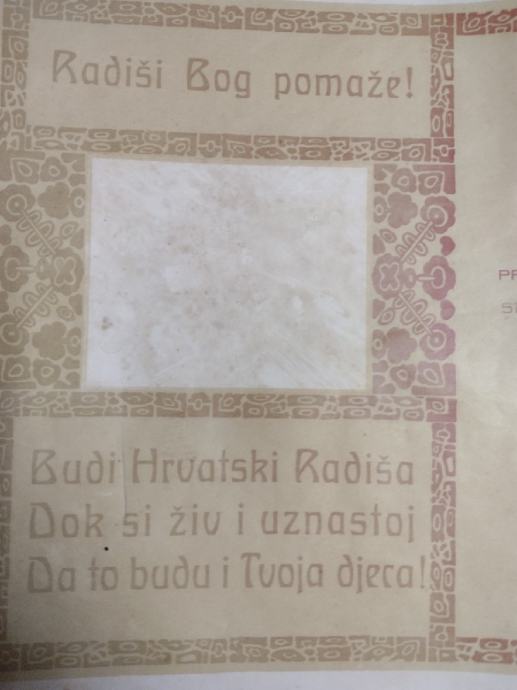 Radiši Bog pomaže!
Budi Hrvatski Radiša
Dok si živ i uznastoj
Da to budu i Tvoja djeca!